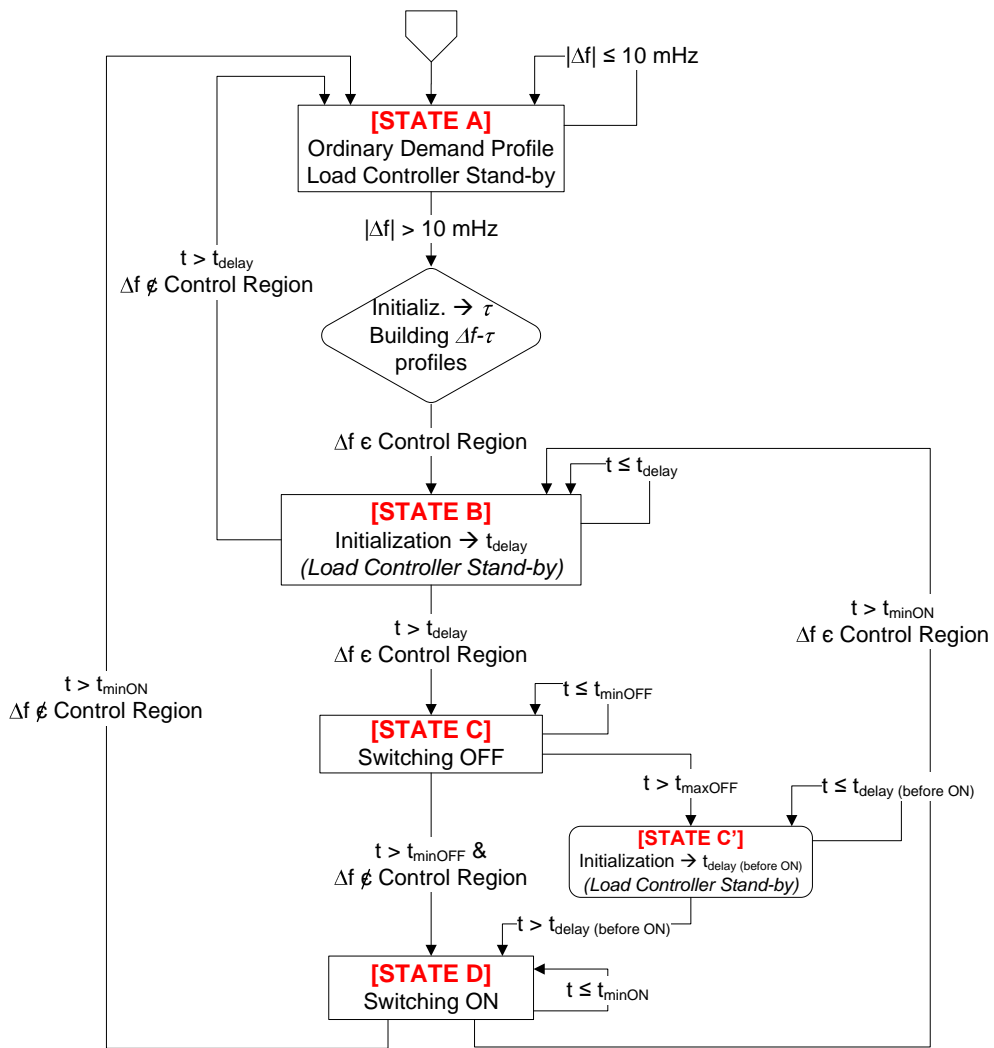 |Δf| ≤ 10 mHz
[STATE A]
Ordinary Demand Profile
Load Controller Stand-by
|Δf| > 10 mHz
t > tdelay
Δf ∉ Control Region
Initializ. → τ
Building Δf-τ
profiles
Δf ϵ Control Region
t ≤ tdelay
[STATE B]
Initialization → tdelay
(Load Controller Stand-by)
t > tdelay
Δf ϵ Control Region
t > tminON
Δf ϵ Control Region
t > tminON
Δf ∉ Control Region
t ≤ tminOFF
[STATE C]
Switching OFF
t > tmaxOFF
t ≤ tdelay (before ON)
[STATE C’]
Initialization → tdelay (before ON)
(Load Controller Stand-by)
t > tminOFF &
Δf ∉ Control Region
t > tdelay (before ON)
[STATE D]
Switching ON
t ≤ tminON